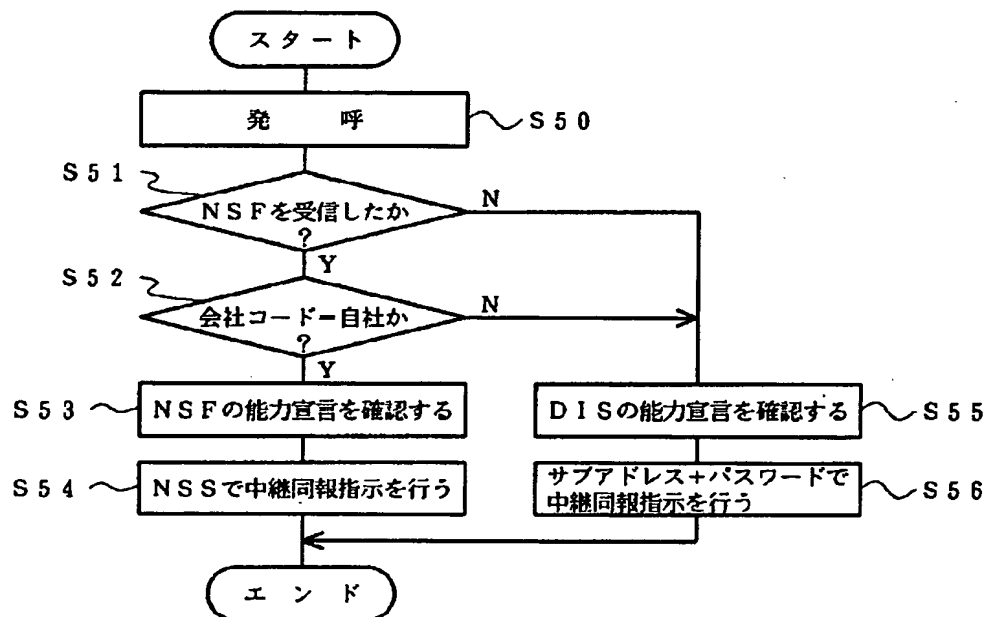 スタート
発呼
S50
S51
NSFを受信したか
?
N
Y
S52
会社コード=自社か
?
N
Y
S53
NSFの能力宣言を確認する
DISの能力宣言を確認する
S55
S54
NSSで中継同報指示を行う
サブアドレス+パスワードで
中継同報指示を行う
S56
エンド